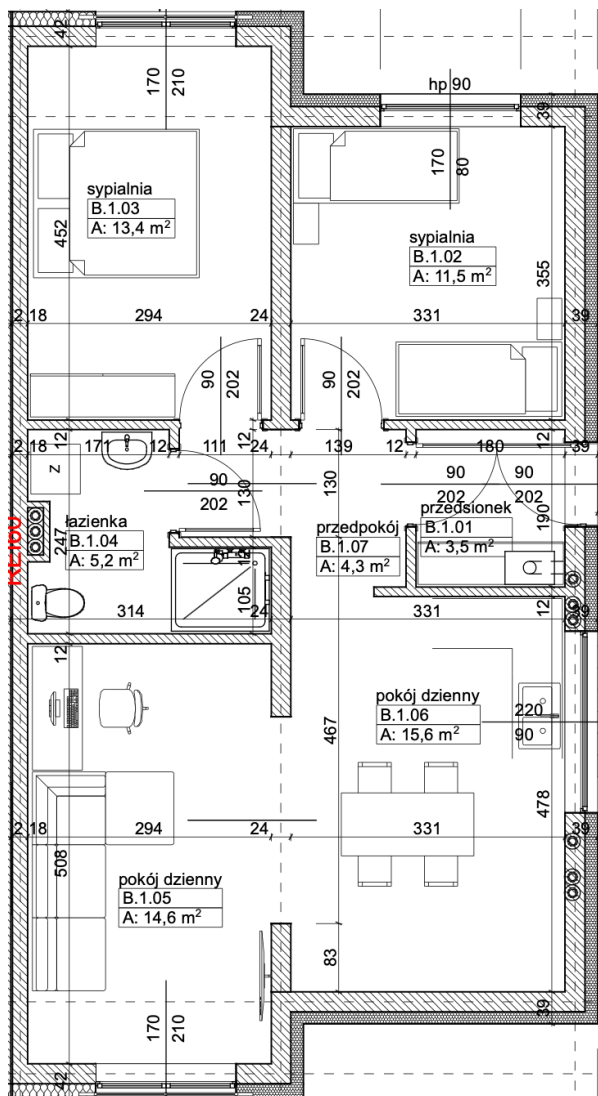 42
170
210
hp 90
39
170
80
sypialnia
B.1.03
A: 13,4 m²
452
sypialnia
B.1.02
A: 11,5 m²
355
2
18
294
24
331
39
90
202
90
202
2
18
12
171
12
111
12
24
139
12
180
12
39
Z
90
202
130
130
90
202
90
202
190
łazienka
B.1.04
A: 5,2 m²
247
przedpokój
B.1.07
A: 4,3 m²
przedsionek
B.1.01
A: 3,5 m²
105
314
24
331
12
39
12
pokój dzienny
B.1.06
A: 15,6 m²
220
90
467
478
2
18
294
24
331
39
508
pokój dzienny
B.1.05
A: 14,6 m²
83
170
210
42
39